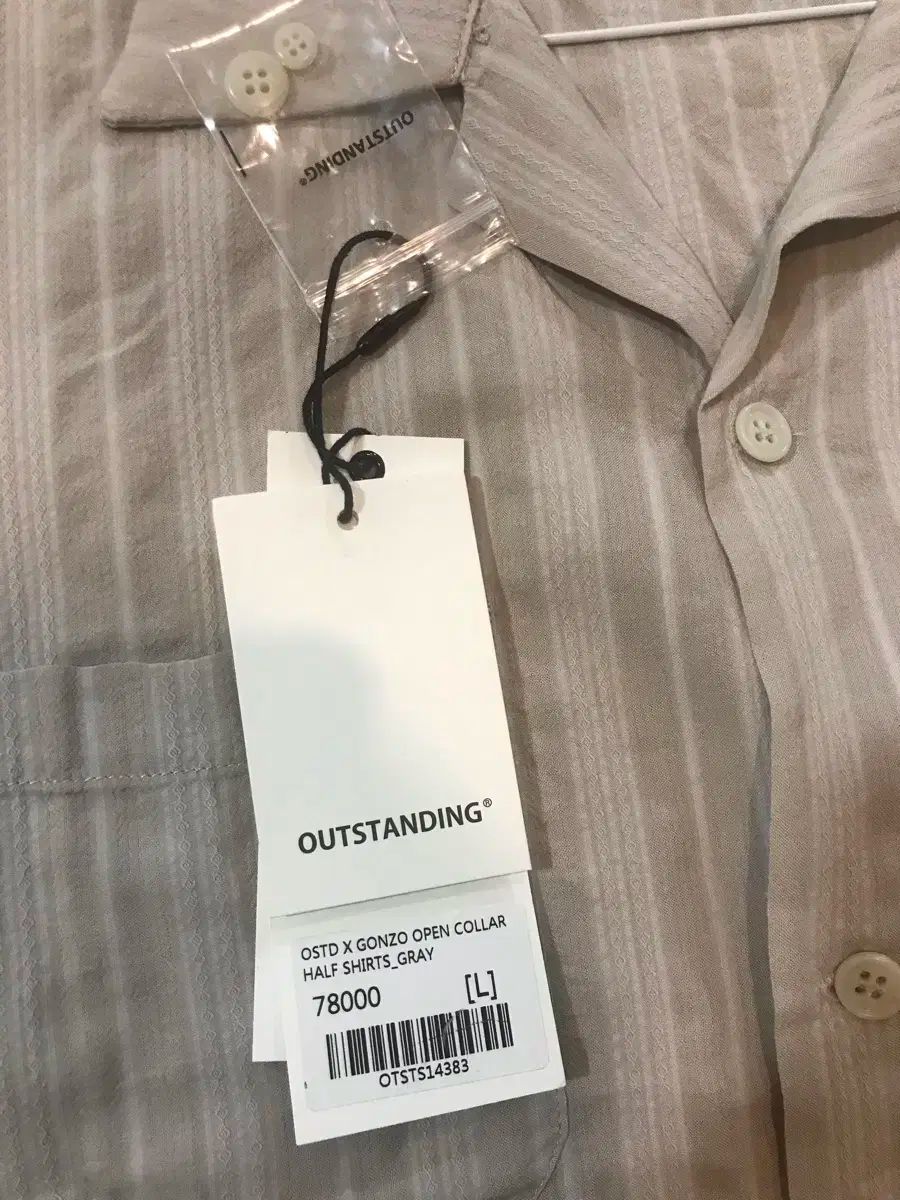 OUTSTANDING®
OUTSTANDING®
OSTD X GONZO OPEN COLLAR
HALF SHIRTS_GRAY
78000 [L]
OTSTS14383